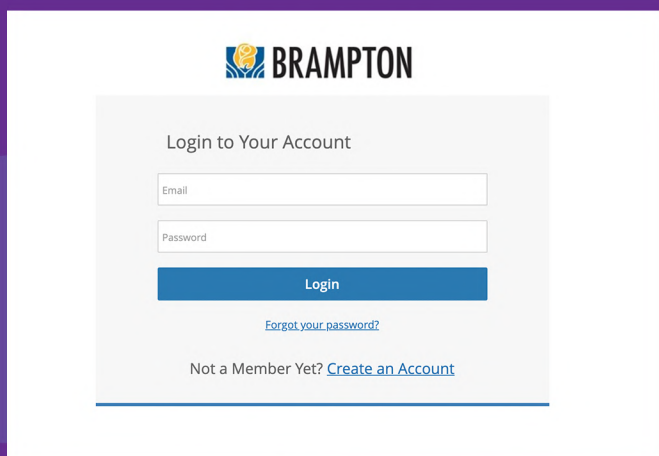 BRAMPTON
Login to Your Account
Email
Password
Login
Forgot your password?
Not a Member Yet? Create an Account